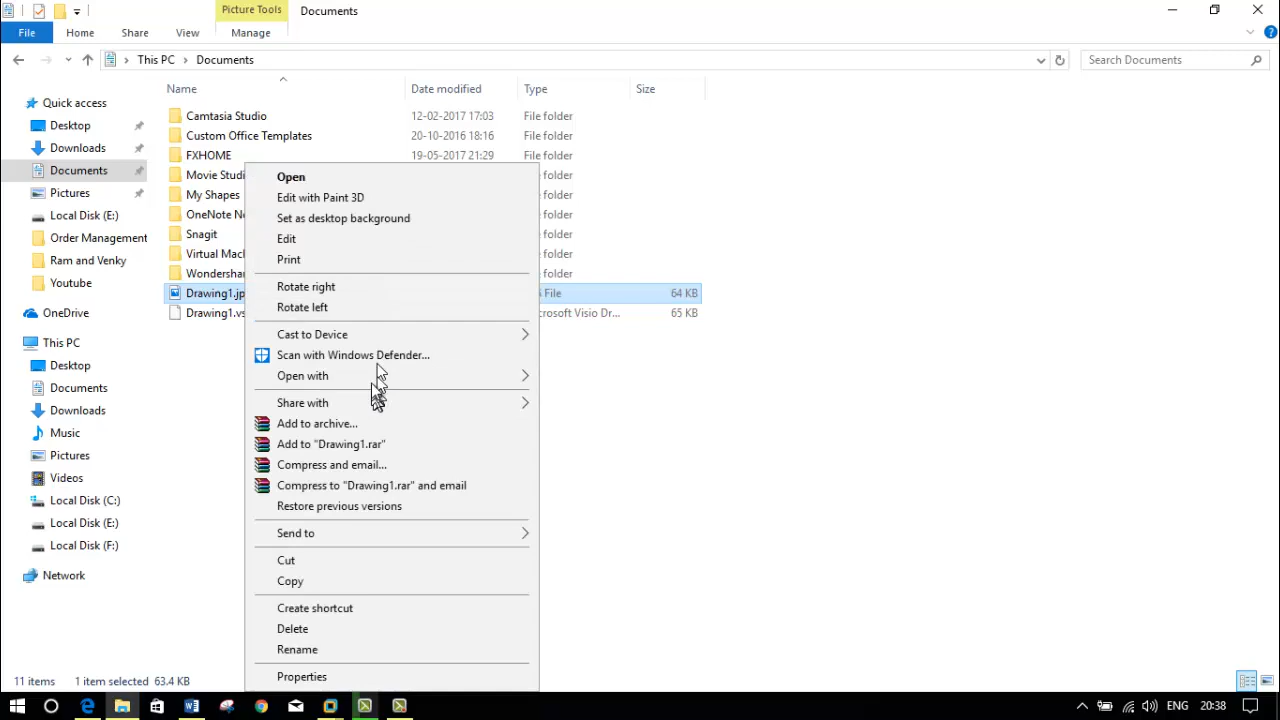 Picture Tools Documents
File Home Share View Manage
This PC Documents Search Documents
Name Date modified Type Size
Quick access
Desktop
Downloads
Documents
Pictures
Local Disk (E:)
Order Management
Ram and Venky
Youtube
OneDrive
This PC
Desktop
Documents
Downloads
Music
Pictures
Videos
Local Disk (C:)
Local Disk (E:)
Local Disk (F:)
Network
Camtasia Studio 12-02-2017 17:03 File folder
Custom Office Templates 20-10-2016 18:16 File folder
FXHOME 19-05-2017 21:29 File folder
Movie Studi folder
My Shapes folder
OneNote No folder
Snagit folder
Virtual Mac folder
Wondersha folder
Drawing1.jp File 64 KB
Drawing1.vs crosoft Visio Dr... 65 KB
Open
Edit with Paint 3D
Set as desktop background
Edit
Print
Rotate right
Rotate left
Cast to Device
Scan with Windows Defender...
Open with
Share with
Add to archive...
Add to "Drawing1.rar"
Compress and email...
Compress to "Drawing1.rar" and email
Restore previous versions
Send to
Cut
Copy
Create shortcut
Delete
Rename
Properties
11 items 1 item selected 63.4 KB
ENG 20:38